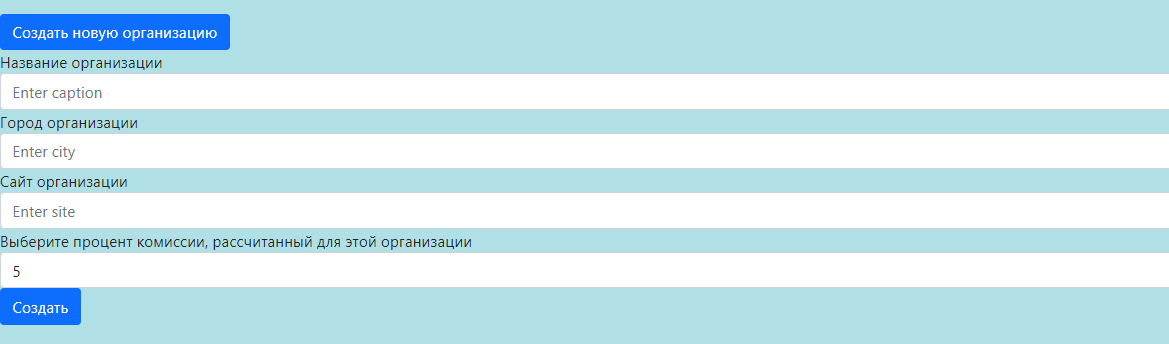 Создать новую организацию
Название организации
Enter caption
Город организации
Enter city
Сайт организации
Enter site
Выберите процент комиссии, рассчитанный для этой организации
5
Создать